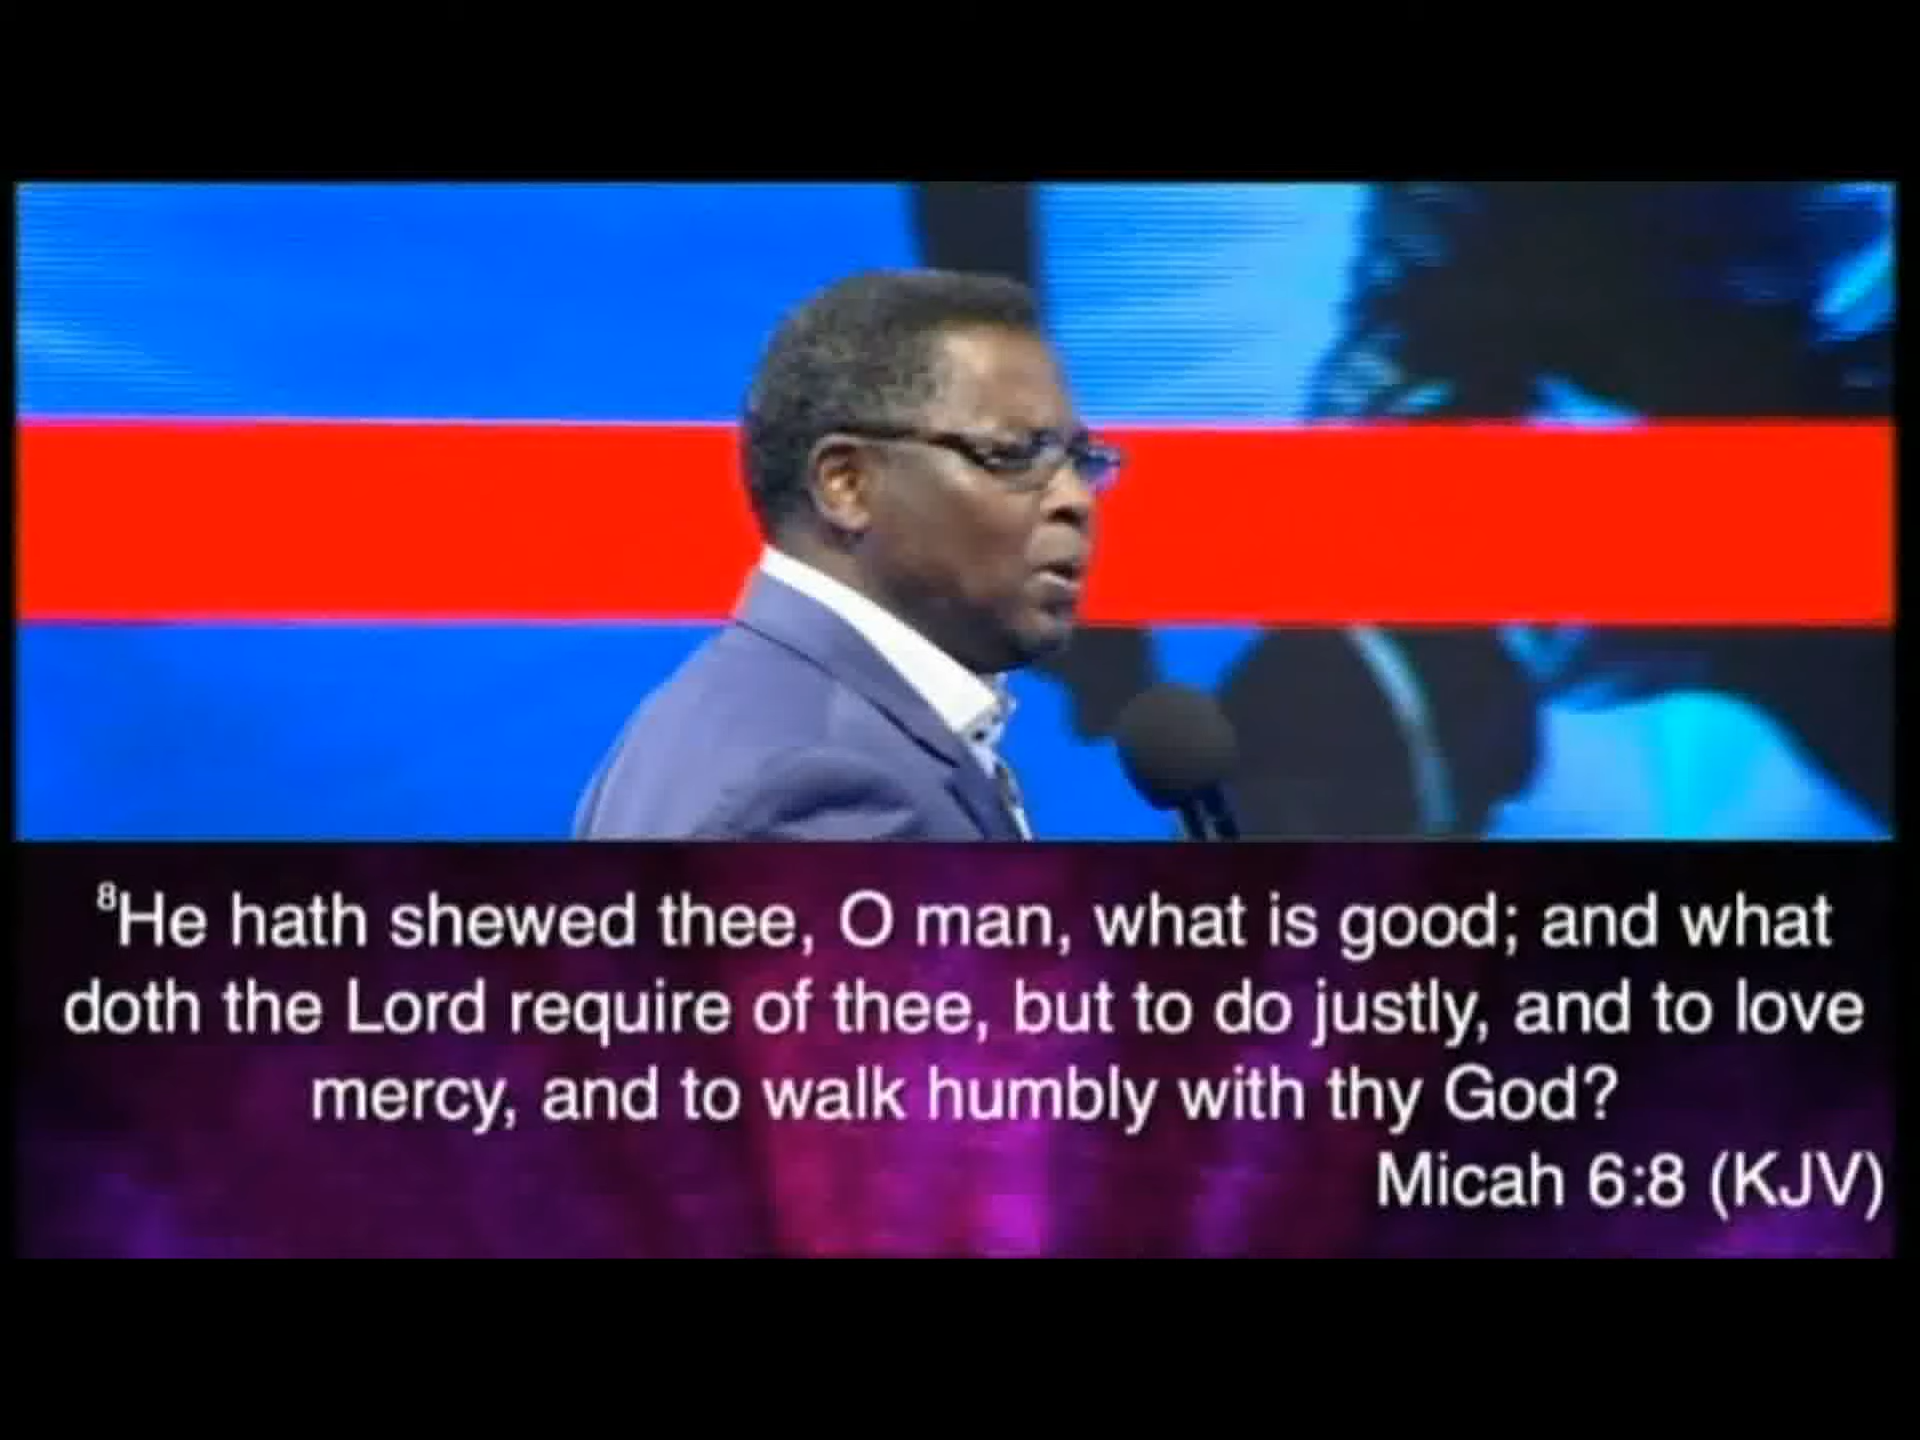 ⁸He hath shewed thee, O man, what is good; and what
doth the Lord require of thee, but to do justly, and to love
mercy, and to walk humbly with thy God?
Micah 6:8 (KJV)